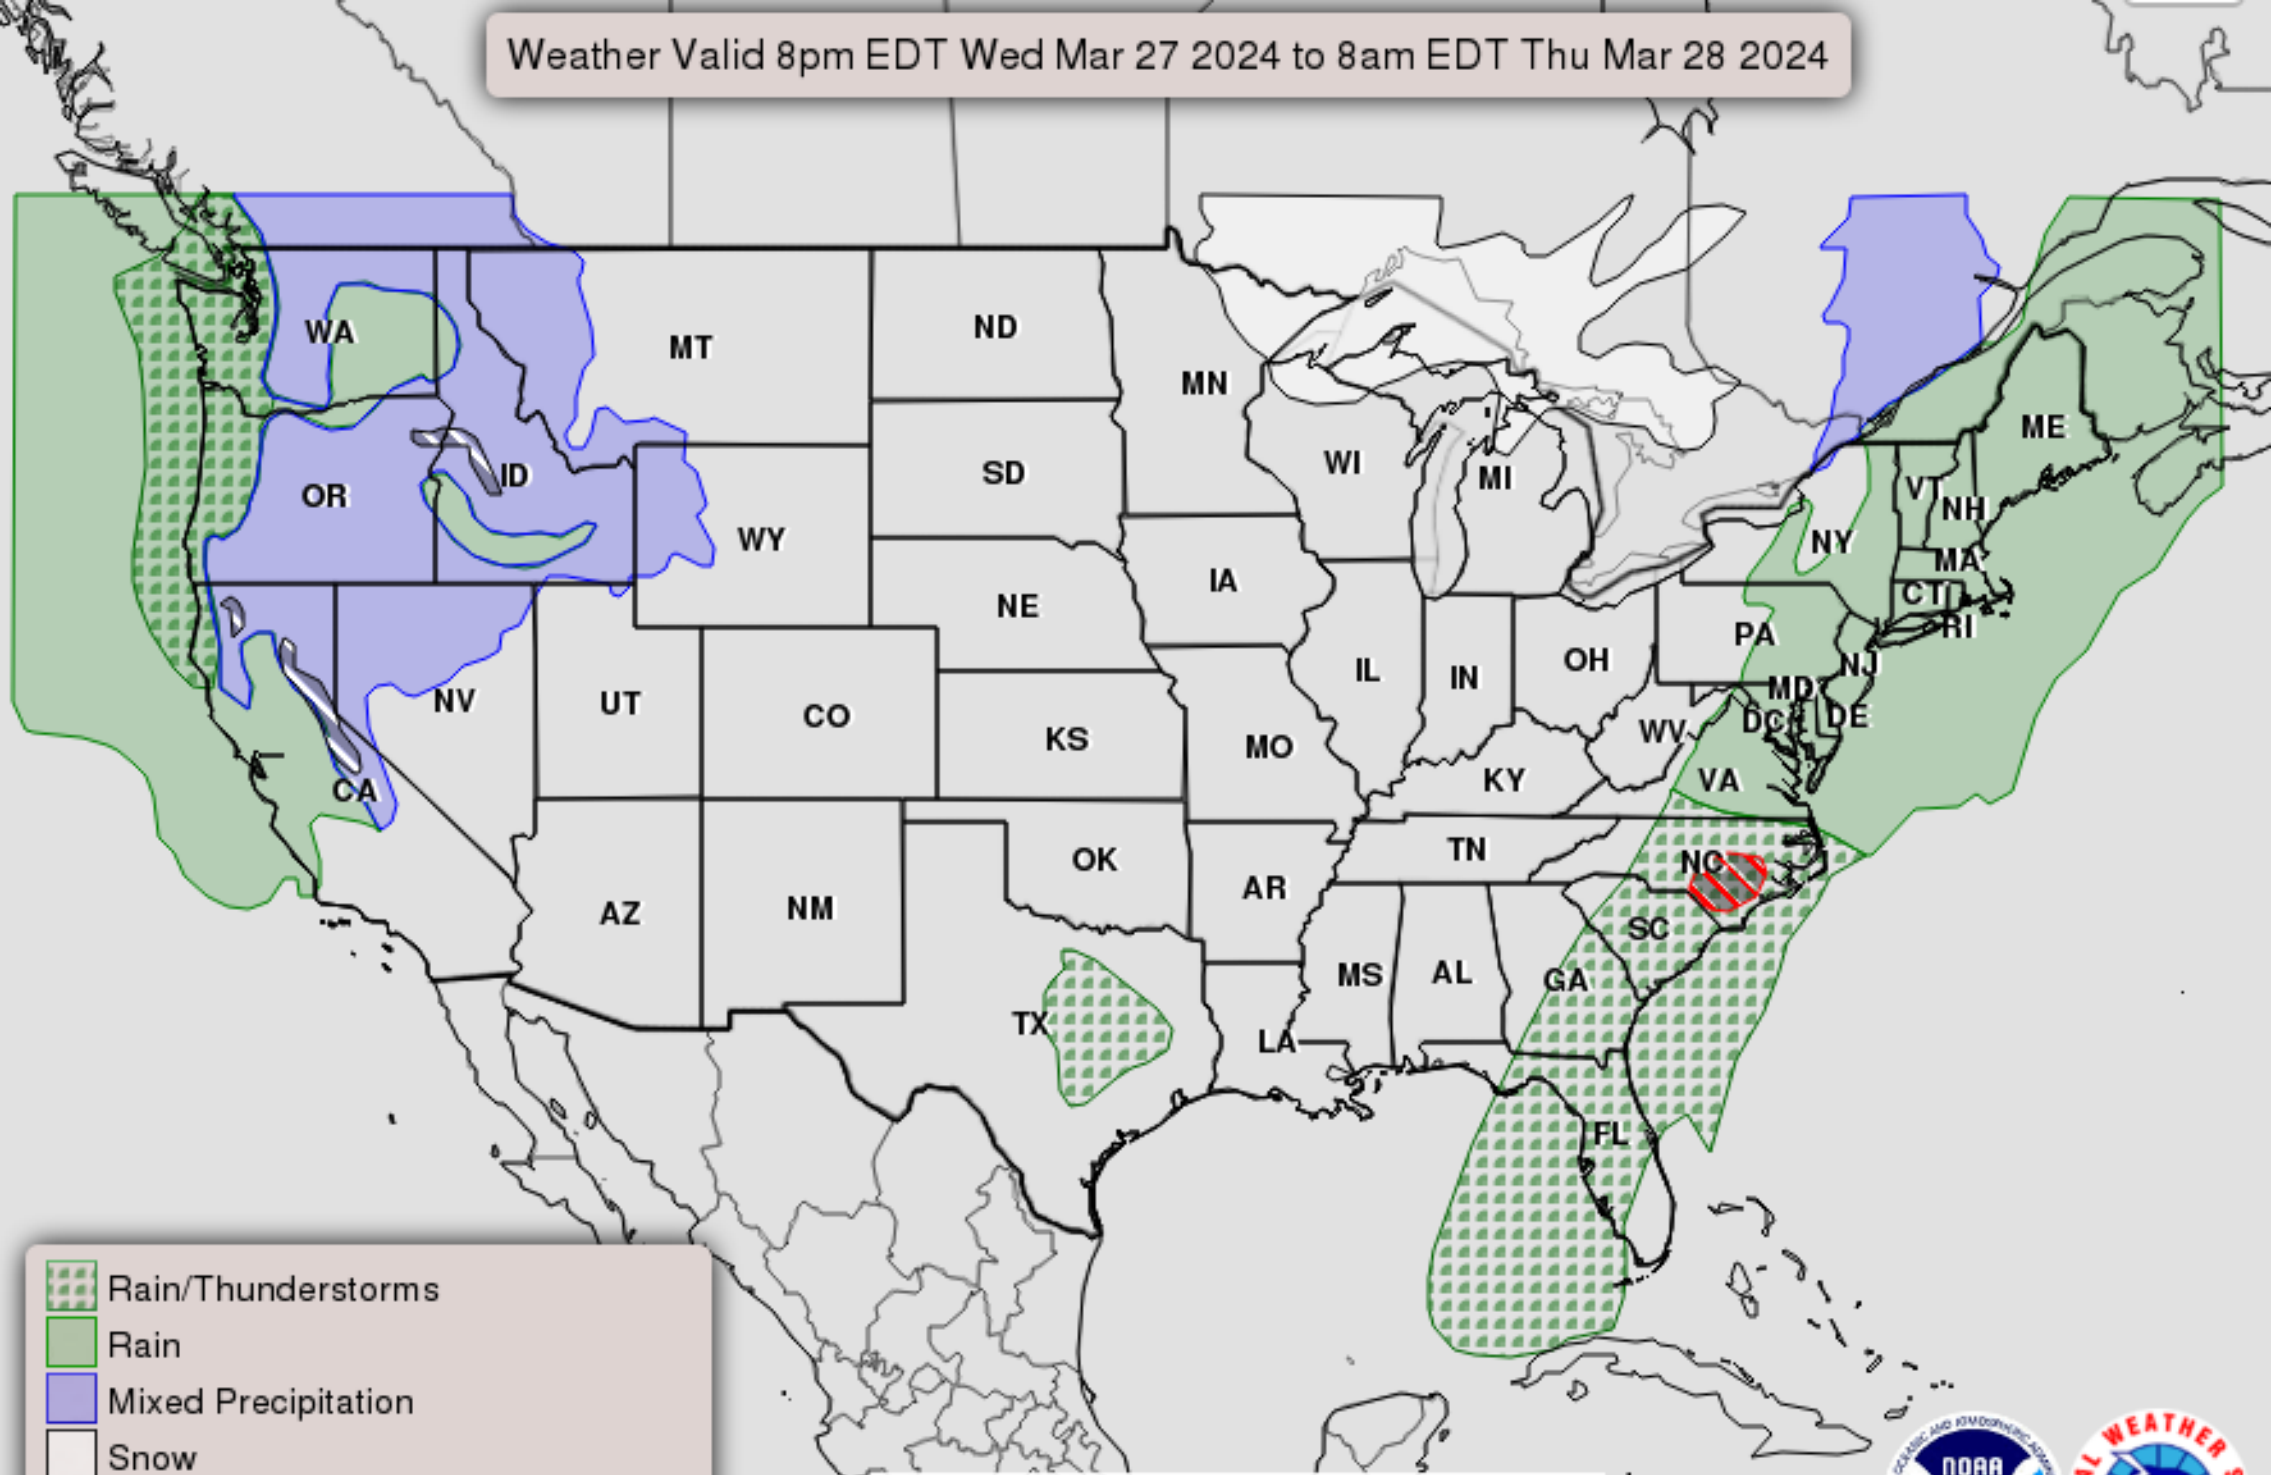 Weather Valid 8pm EDT Wed Mar 27 2024 to 8am EDT Thu Mar 28 2024
WA
MT
ND
MN
ME
OR
ID
SD
WI
MI
VT
NH
WY
NY
MA
IA
CT
NE
RI
PA
NJ
OH
IL
IN
MD
DE
NV
UT
CO
KS
MO
WV
DC
CA
KY
VA
TN
NC
OK
AR
AZ
NM
SC
MS
AL
GA
TX
LA
FL
Rain/Thunderstorms
Rain
Mixed Precipitation
Snow
NOAA
WEATHER